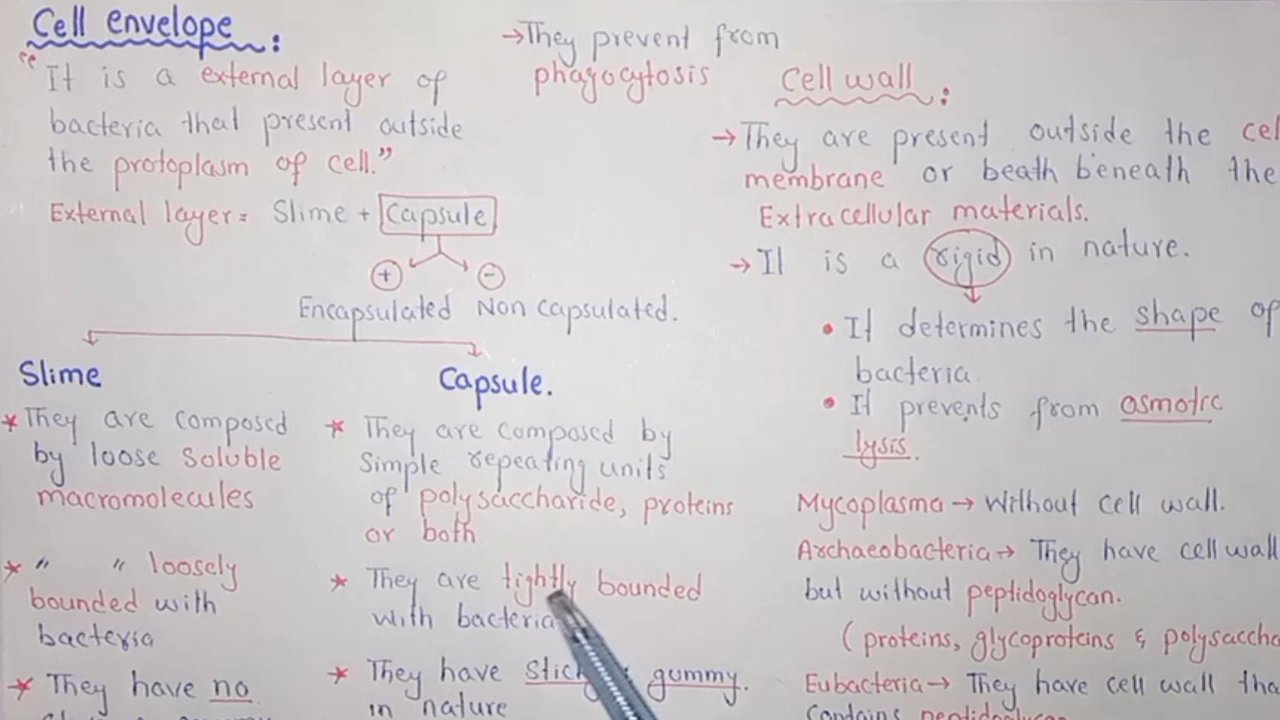 Cell envelope :
"It is a external layer of
bacteria that present outside
the protoplasm of cell."
External layer = Slime + Capsule
+ -
Encapsulated Non capsulated.
Slime
* They are composed
by loose soluble
macromolecules
* " " loosely
bounded with
bacteria
* They have no
Capsule.
* They are composed by
Simple repeating units
of polysaccharide, proteins
or both
* They are tightly bounded
with bacteria
* They have gummy.
in nature
→ They prevent from
phagocytosis
Cell wall :
→ They are present outside the cel
membrane or beath beneath the
Extracellular materials.
→ It is a rigid in nature.
• It determines the shape of
bacteria.
• It prevents from osmotic
lysis.
Mycoplasma → Without cell wall.
Archaeobacteria → They have cell wall
but without peptidoglycan.
(proteins, glycoproteins & polysaccha
Eubacteria → They have cell wall tha
Contains peptidoglycan